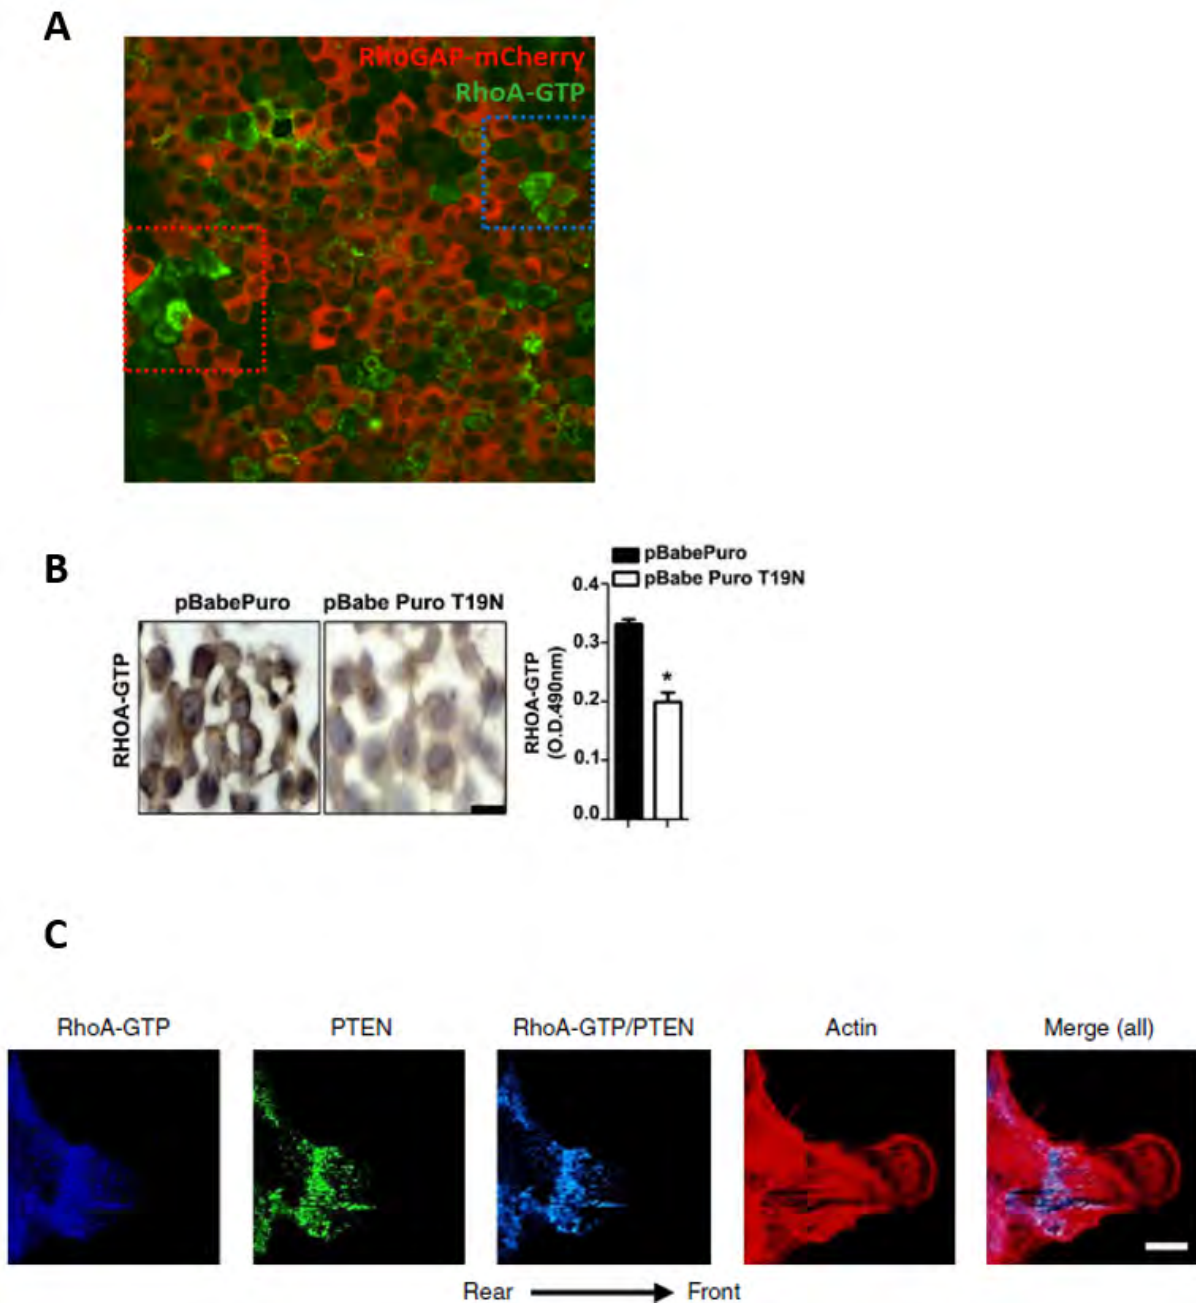 A
RhoGAP-mCherry
RhoA-GTP
B
pBabePuro
pBabe Puro T19N
pBabePuro
pBabe Puro T19N
RHOA-GTP
RHOA-GTP
(O.D.490nm)
0.4
0.3
0.2
0.1
0.0
*
C
RhoA-GTP
PTEN
RhoA-GTP/PTEN
Actin
Merge (all)
Rear
Front